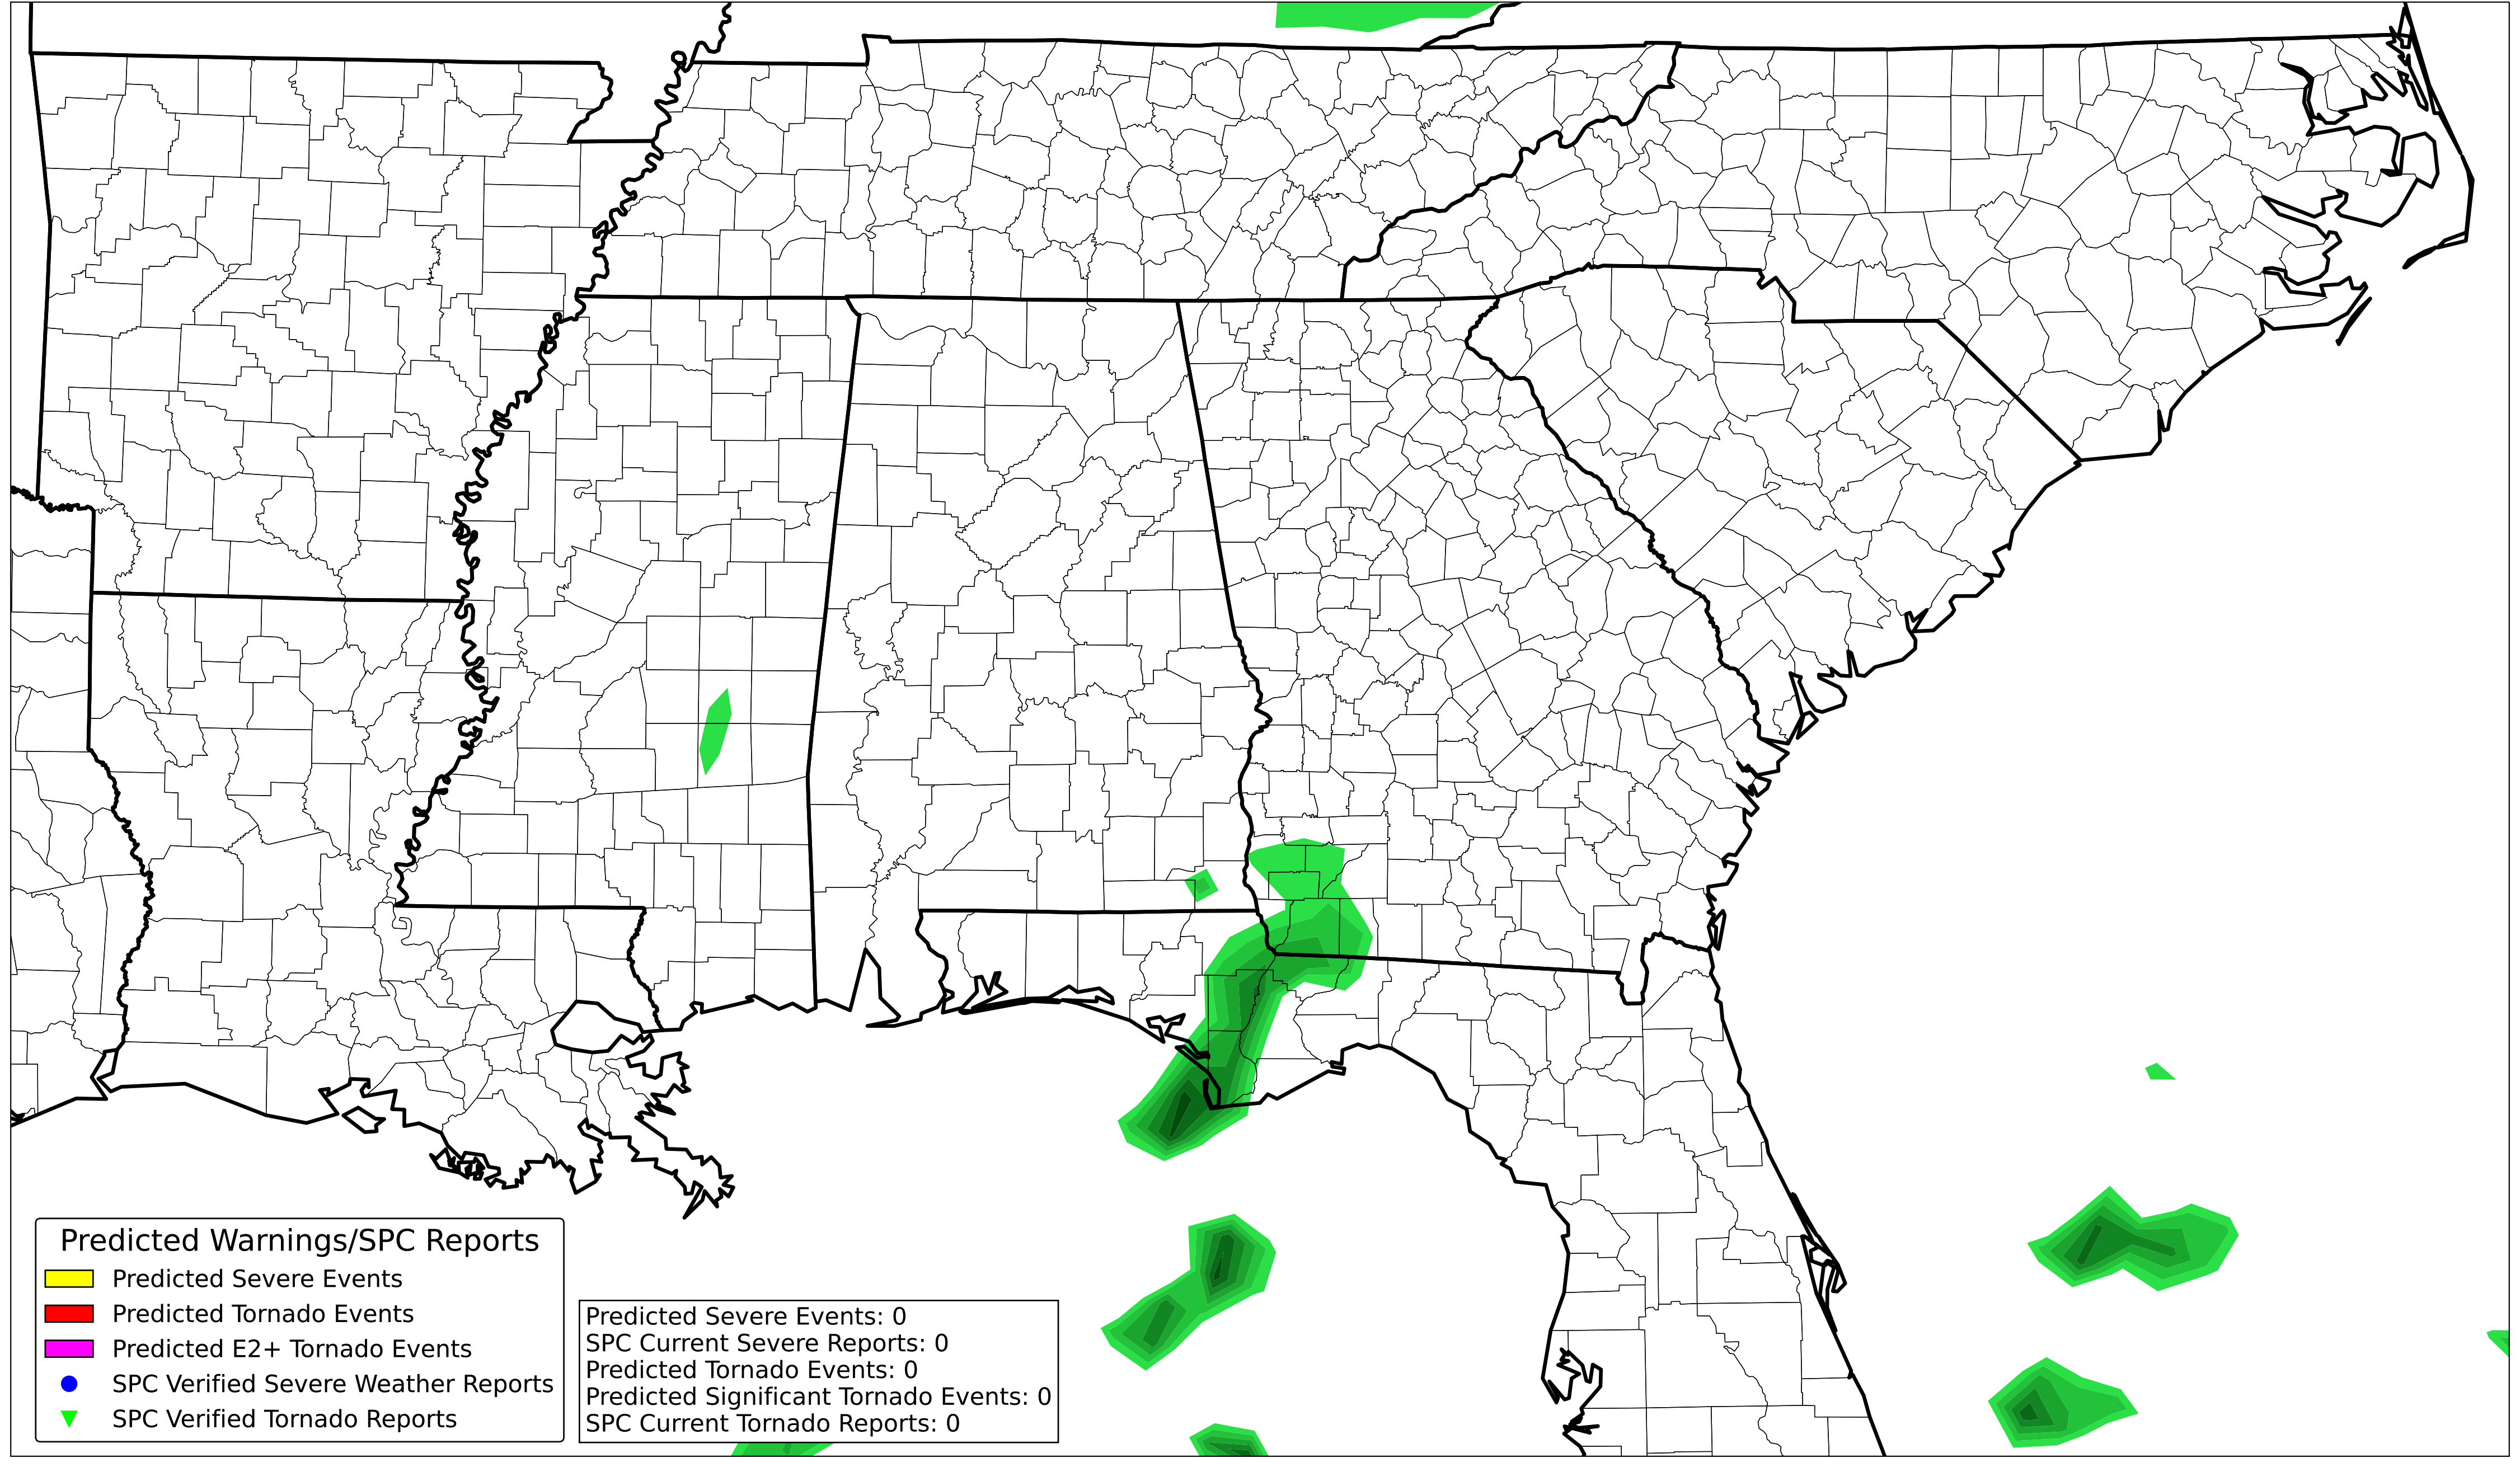 Predicted Warnings/SPC Reports
Predicted Severe Events
Predicted Tornado Events
Predicted E2+ Tornado Events
SPC Verified Severe Weather Reports
SPC Verified Tornado Reports
Predicted Severe Events: 0
SPC Current Severe Reports: 0
Predicted Tornado Events: 0
Predicted Significant Tornado Events: 0
SPC Current Tornado Reports: 0